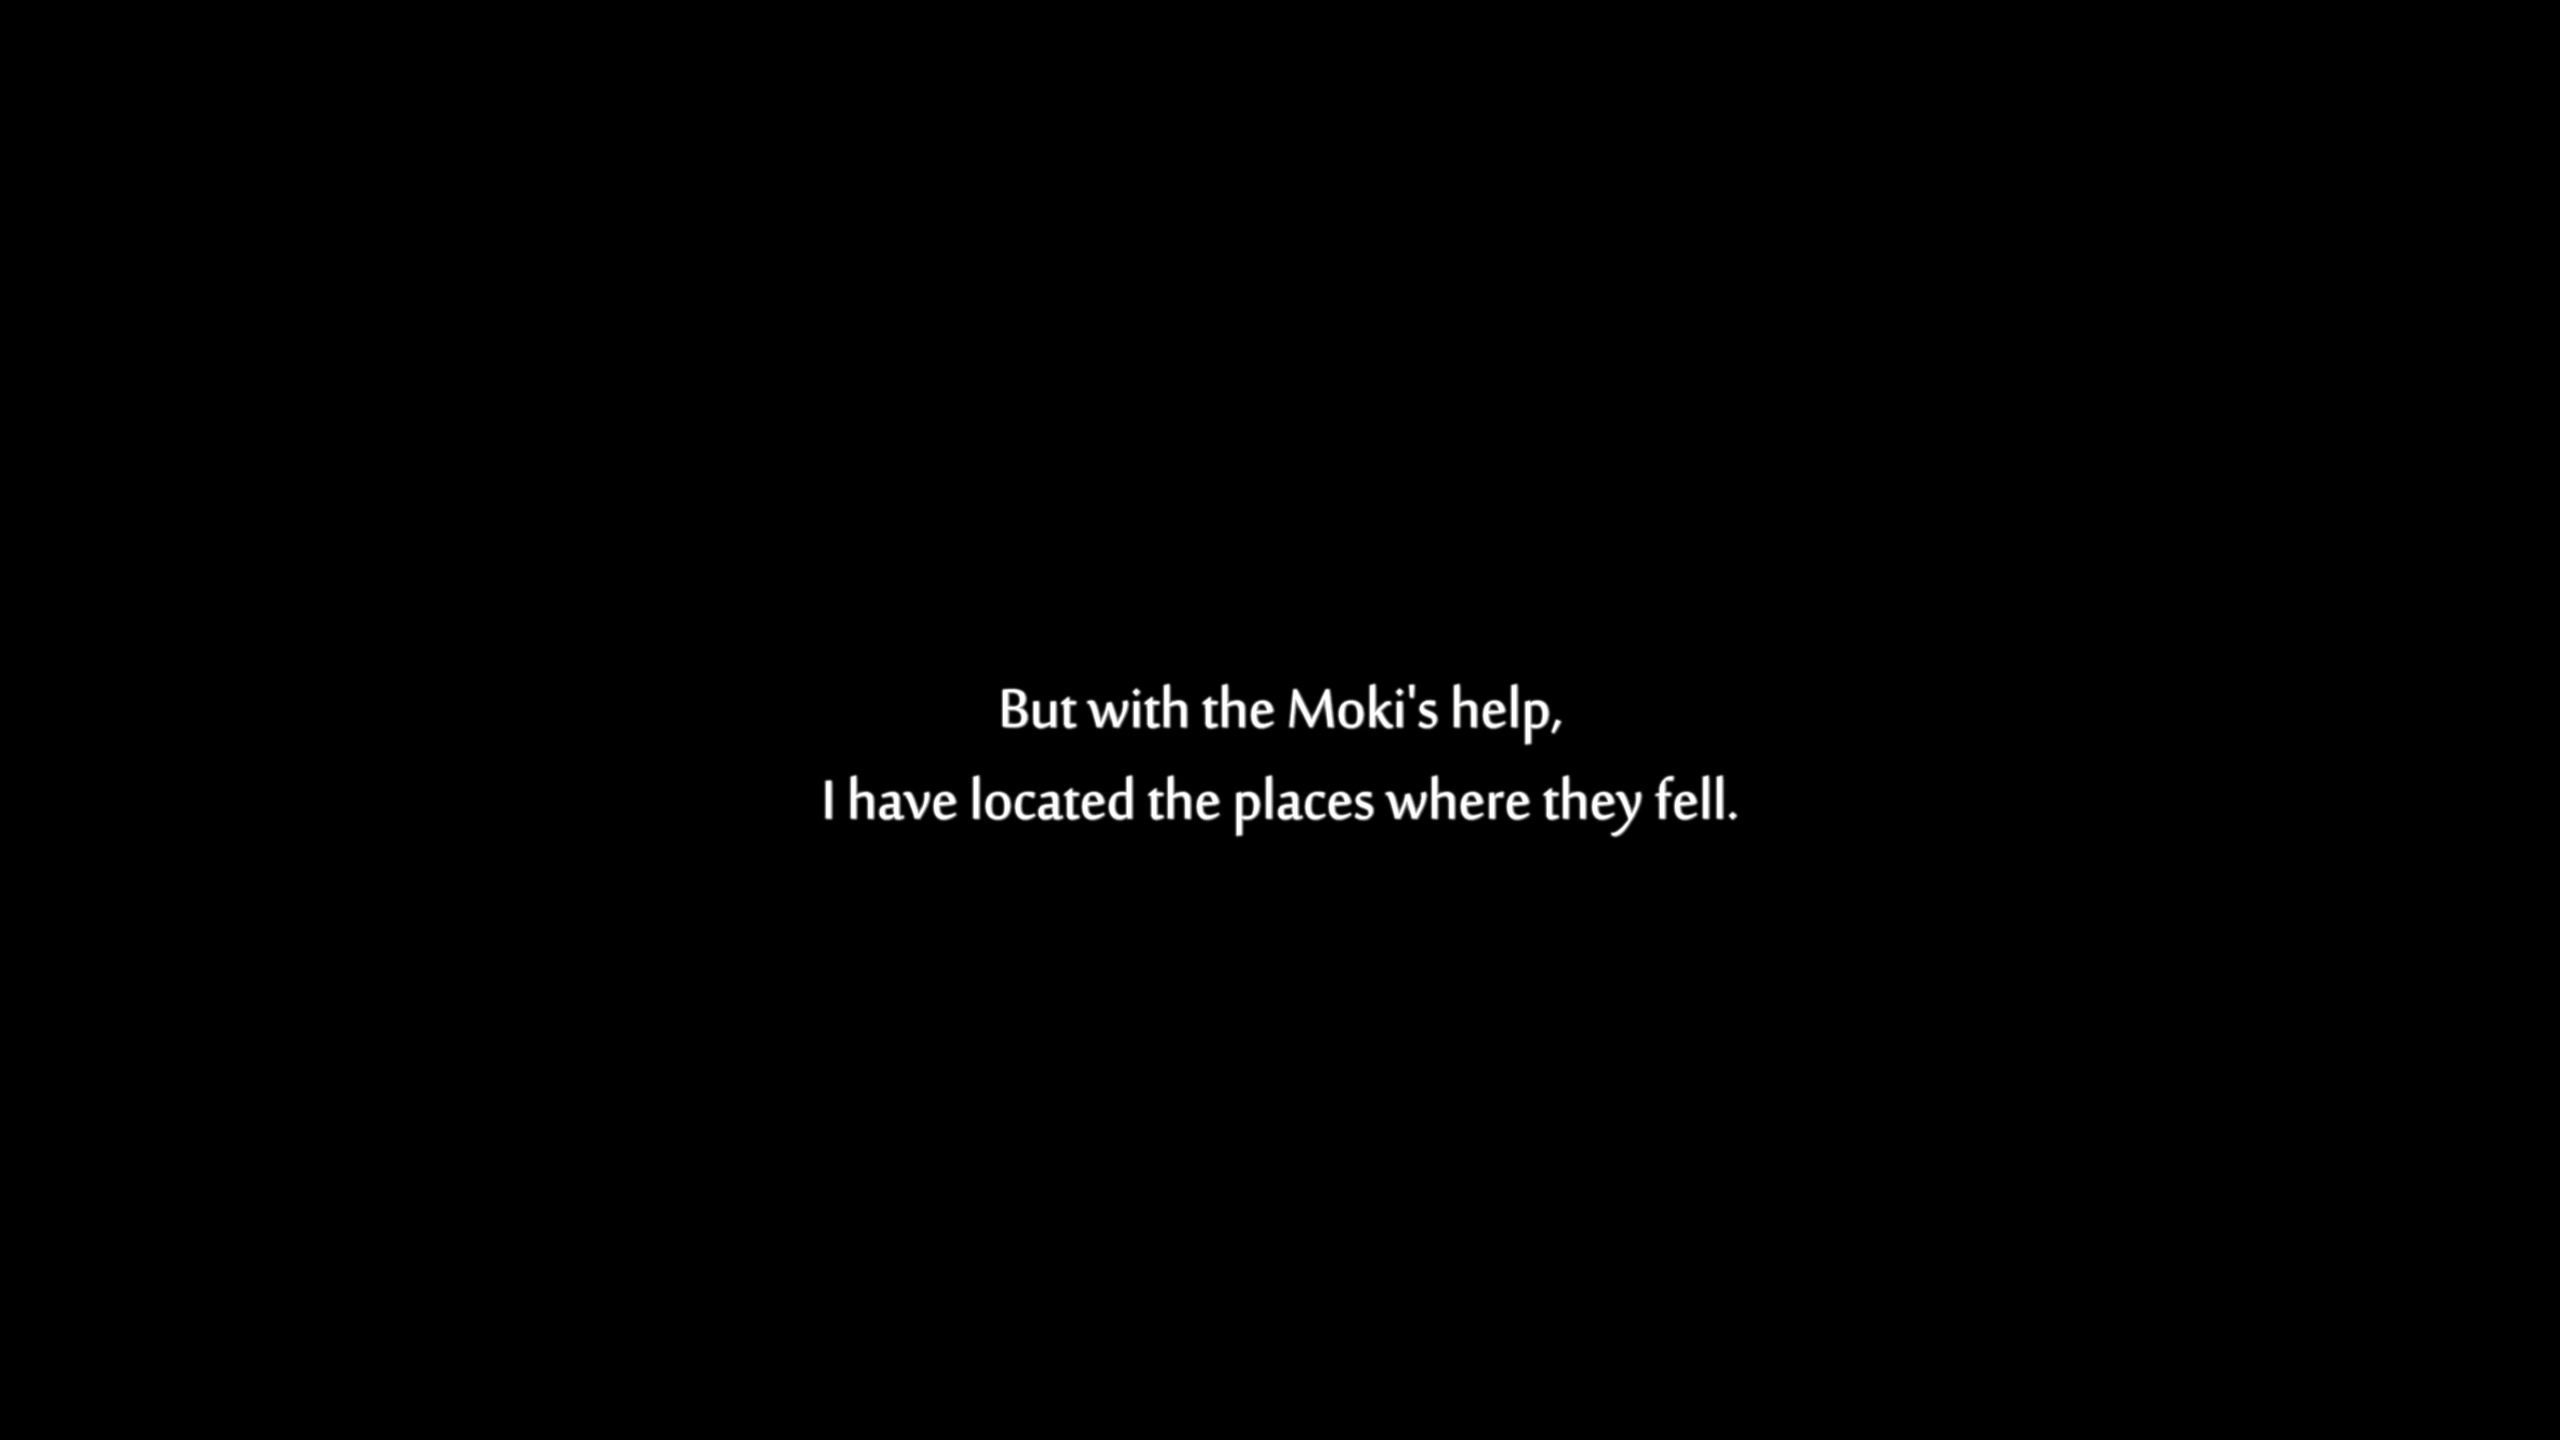 But with the Moki's help,
I have located the places where they fell.